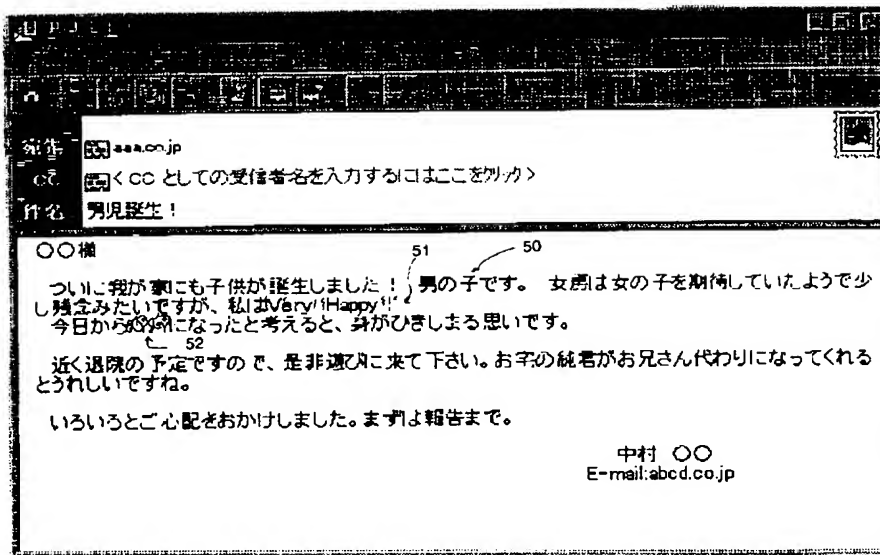 宛先 aaa.co.jp
CC < CC としての受信者名を入力するにはここをクリック >
件名 男児誕生！
〇〇様
51 50
ついに我が家にも子供が誕生しました！ 男の子です。 女房は女の子を期待していたようで少
し残念みたいですが、私はVery Happy
今日から になったと考えると、身がひきしまる思いです。
52
近く退院の予定ですので、是非遊びに来て下さい。お宅の純君がお兄さん代わりになってくれる
とうれしいですね。
いろいろとご心配をおかけしました。まずは報告まで。
中村 〇〇
E-mail:abcd.co.jp